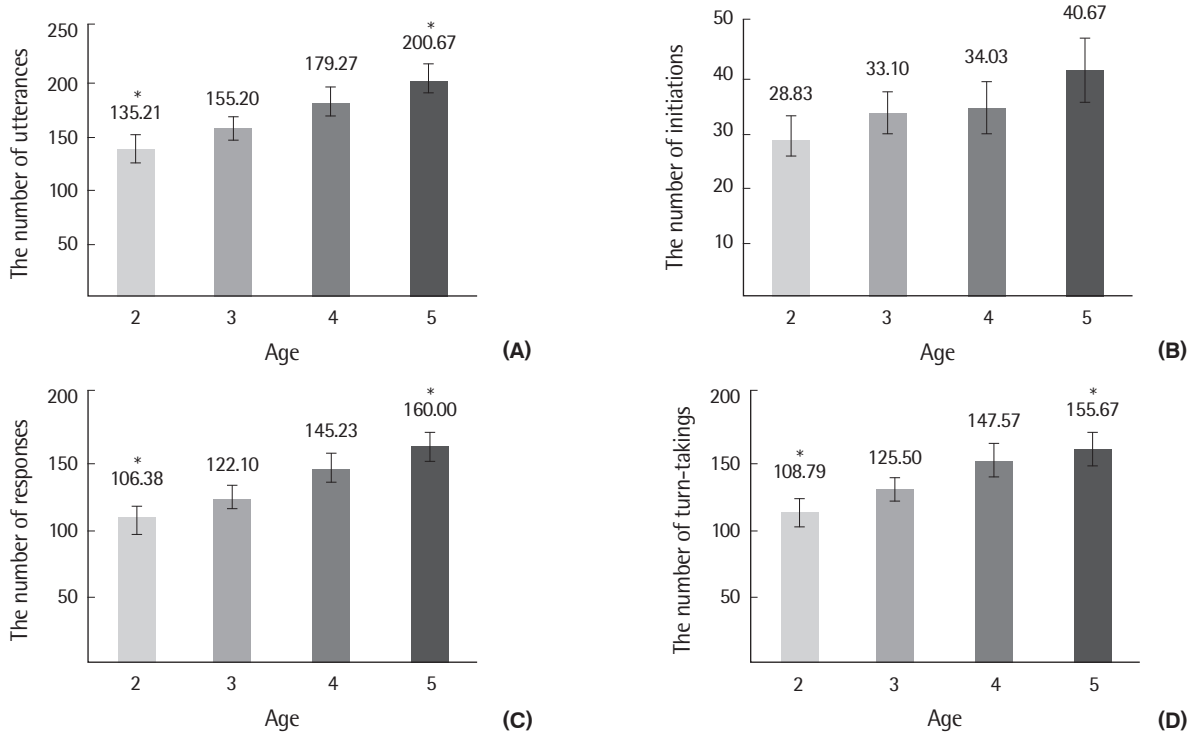 The number of utterances
250
200
150
100
50
*
135.21
155.20
179.27
*
200.67
2 3 4 5
Age
(A)
The number of initiations
50
40
30
20
10
28.83
33.10
34.03
40.67
2 3 4 5
Age
(B)
The number of responses
200
150
100
50
*
106.38
122.10
145.23
*
160.00
2 3 4 5
Age
(C)
The number of turn-takings
200
150
100
50
*
108.79
125.50
147.57
*
155.67
2 3 4 5
Age
(D)